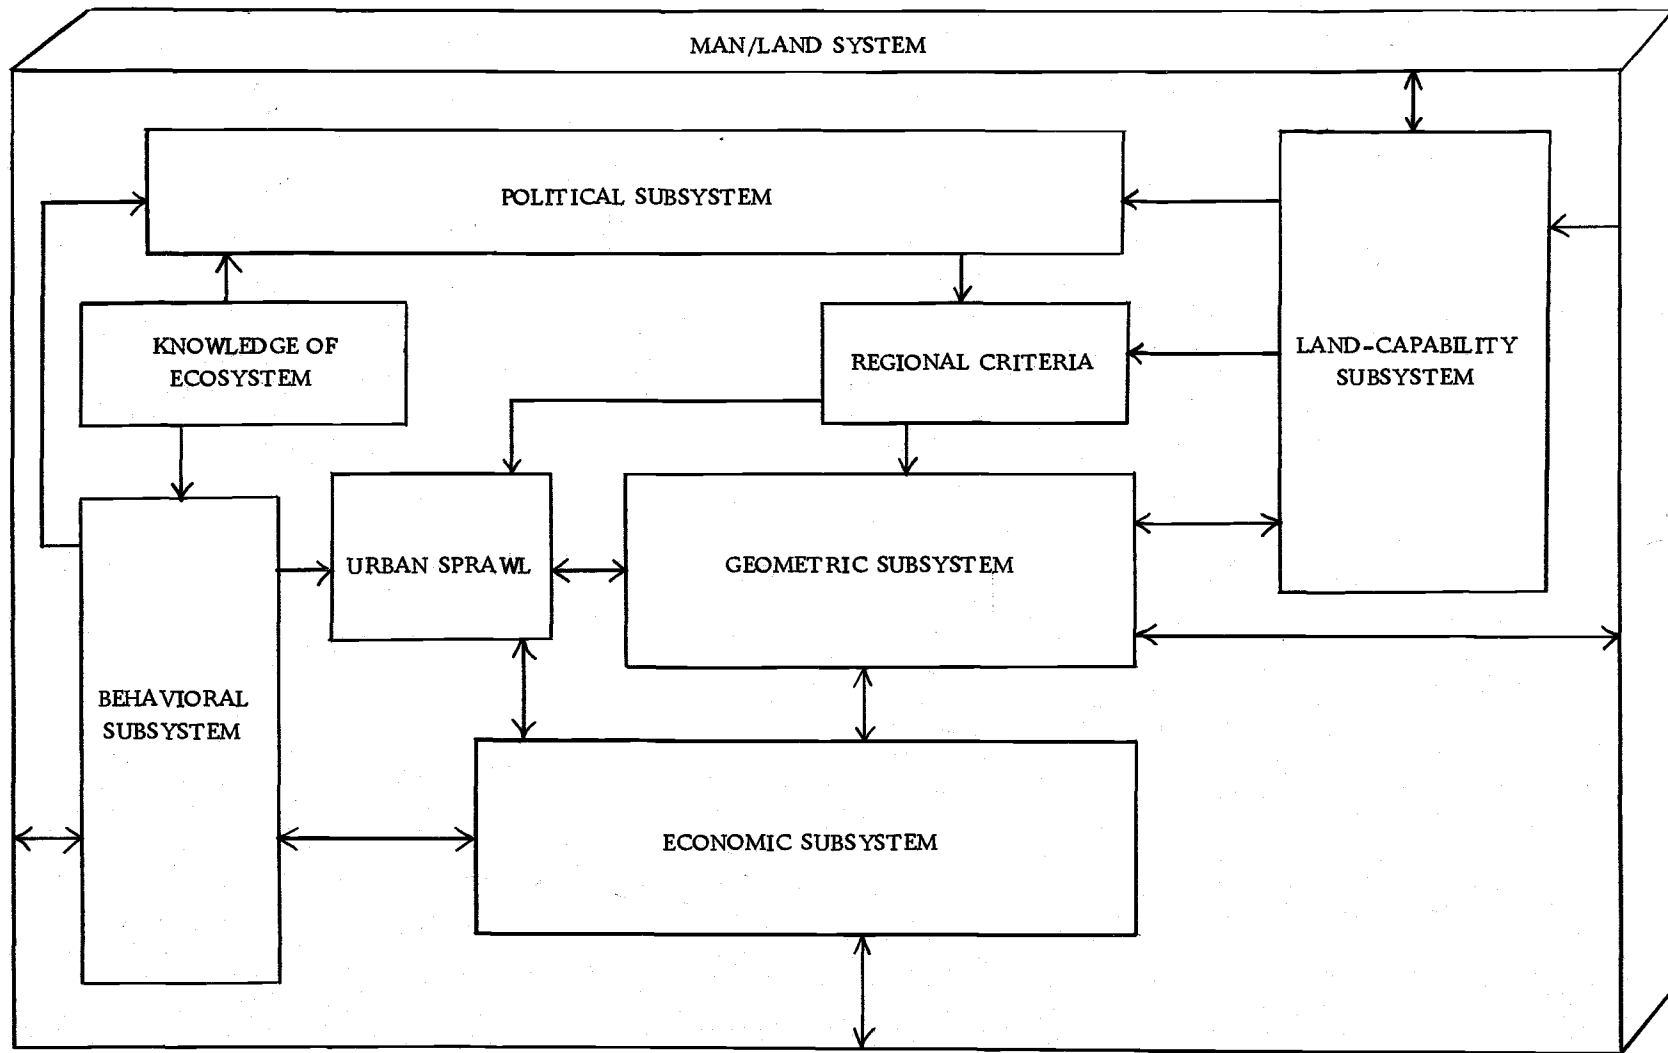 MAN/LAND SYSTEM
POLITICAL SUBSYSTEM
KNOWLEDGE OF
ECOSYSTEM
REGIONAL CRITERIA
LAND-CAPABILITY
SUBSYSTEM
URBAN SPRAWL
GEOMETRIC SUBSYSTEM
BEHAVIORAL
SUBSYSTEM
ECONOMIC SUBSYSTEM